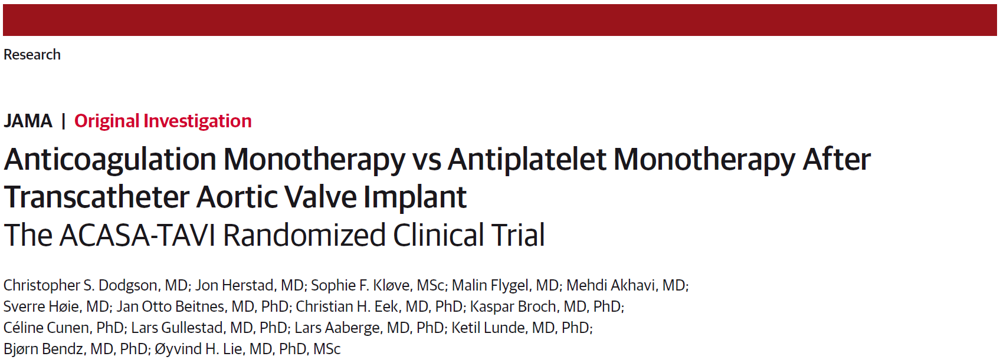 Research
JAMA | Original Investigation
Anticoagulation Monotherapy vs Antiplatelet Monotherapy After
Transcatheter Aortic Valve Implant
The ACASA-TAVI Randomized Clinical Trial
Christopher S. Dodgson, MD; Jon Herstad, MD; Sophie F. Kløve, MSc; Malin Flygel, MD; Mehdi Akhavi, MD;
Sverre Høie, MD; Jan Otto Beitnes, MD, PhD; Christian H. Eek, MD, PhD; Kaspar Broch, MD, PhD;
Céline Cunen, PhD; Lars Gullestad, MD, PhD; Lars Aaberge, MD, PhD; Ketil Lunde, MD, PhD;
Bjørn Bendz, MD, PhD; Øyvind H. Lie, MD, PhD, MSc